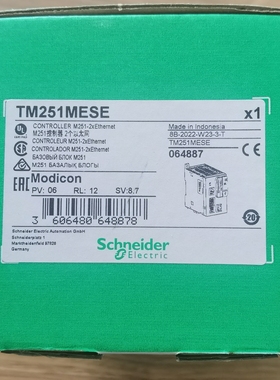 TM251MESE x1
CONTROLLER M251-2xEthernet
M251控制器 2个以太网
CONTROLEUR M251-2xEthernet
CONTROLADOR M251-2xEthernet
БАЗОВЫЙ БЛОК M251
M251 БАЗАЛЫҚ БЛОГЫ
Made in Indonesia
8B-2022-W23-3-T
TM251MESE
064887
EAC Modicon
PV: 06 RL: 12 SV:8.7
3 606480 648878
Schneider Electric Automation GmbH
Schneiderplatz 1
Marktheidenfeld 97828
Germany
Schneider
Electric
20